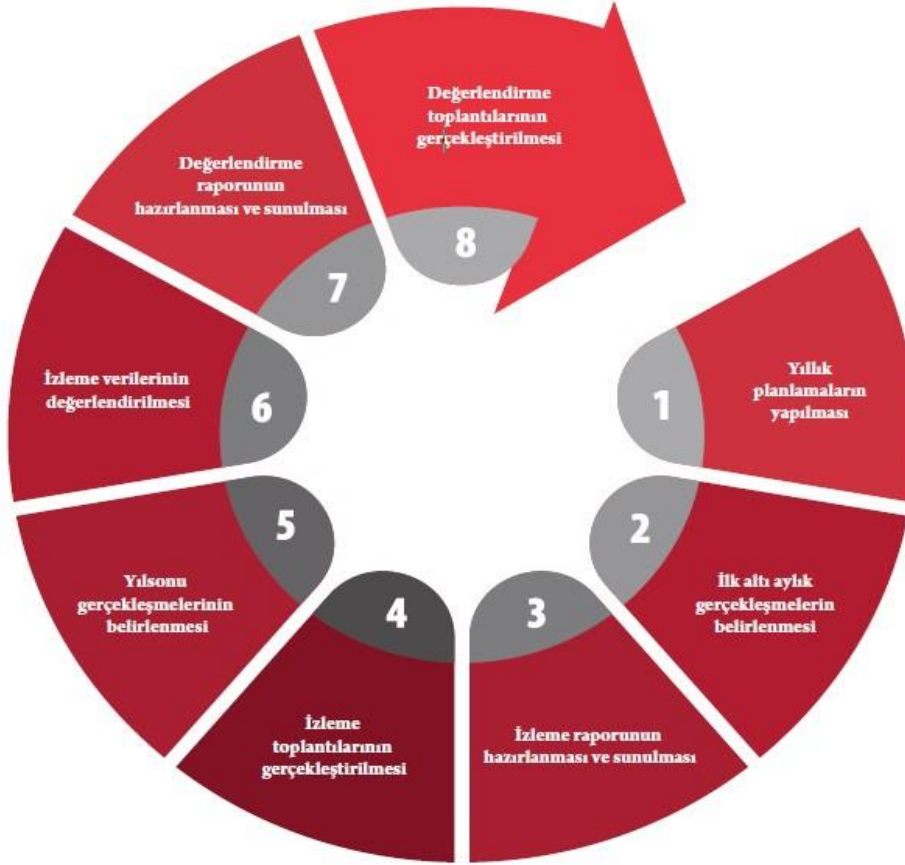 1
Yıllık
planlamaların
yapılması
2
İlk altı aylık
gerçekleşmelerin
belirlenmesi
3
İzleme raporunun
hazırlanması ve sunulması
4
İzleme
toplantılarının
gerçekleştirilmesi
5
Yılsonu
gerçekleşmelerinin
belirlenmesi
6
İzleme verilerinin
değerlendirilmesi
7
Değerlendirme
raporunun
hazırlanması ve sunulması
8
Değerlendirme
toplantılarının
gerçekleştirilmesi